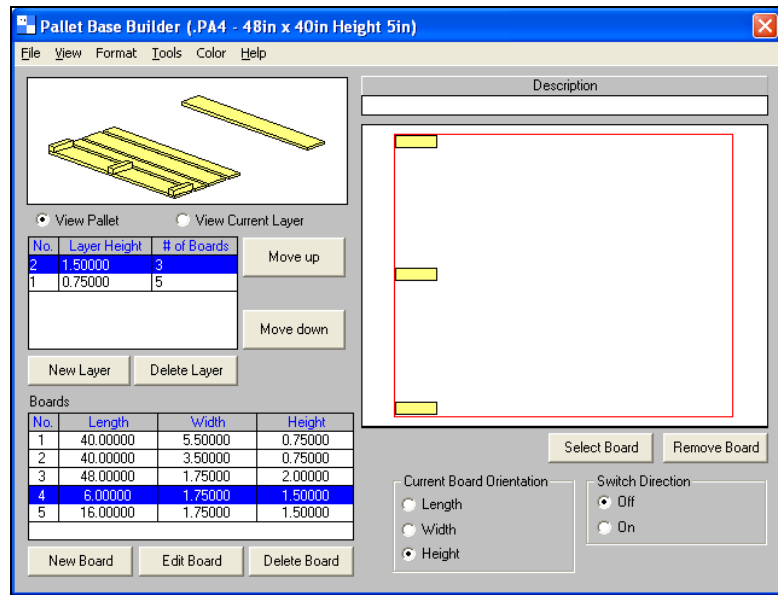 Pallet Base Builder (.PA4 - 48in x 40in Height 5in)
File View Format Tools Color Help
Description
View Pallet View Current Layer
No. Layer Height # of Boards
2 1.50000 3
1 0.75000 5
Move up
Move down
New Layer Delete Layer
Boards
No. Length Width Height
1 40.00000 5.50000 0.75000
2 40.00000 3.50000 0.75000
3 48.00000 1.75000 2.00000
4 6.00000 1.75000 1.50000
5 16.00000 1.75000 1.50000
New Board Edit Board Delete Board
Select Board Remove Board
Current Board Orientation
Length
Width
Height
Switch Direction
Off
On